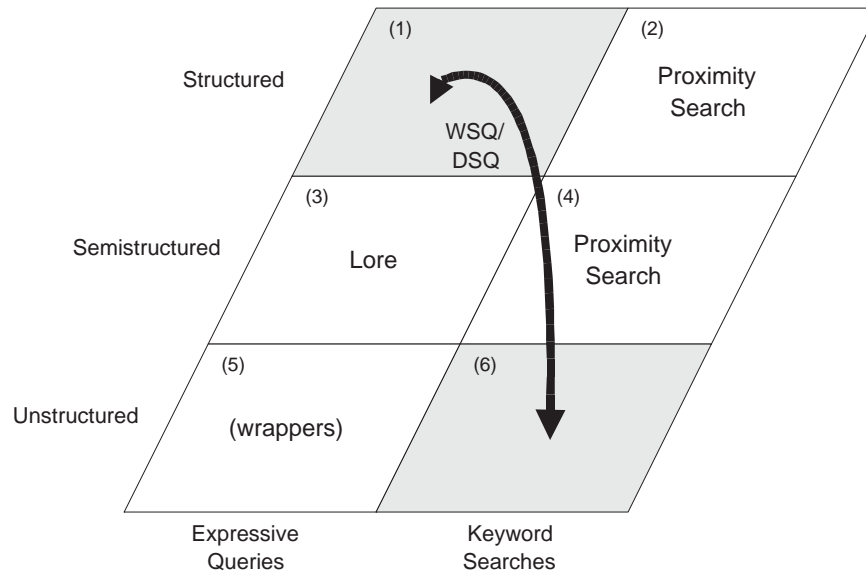 (1)
(2)
Structured
Proximity
Search
WSQ/
DSQ
(3)
(4)
Semistructured
Lore
Proximity
Search
(5)
(6)
Unstructured
(wrappers)
Expressive
Queries
Keyword
Searches